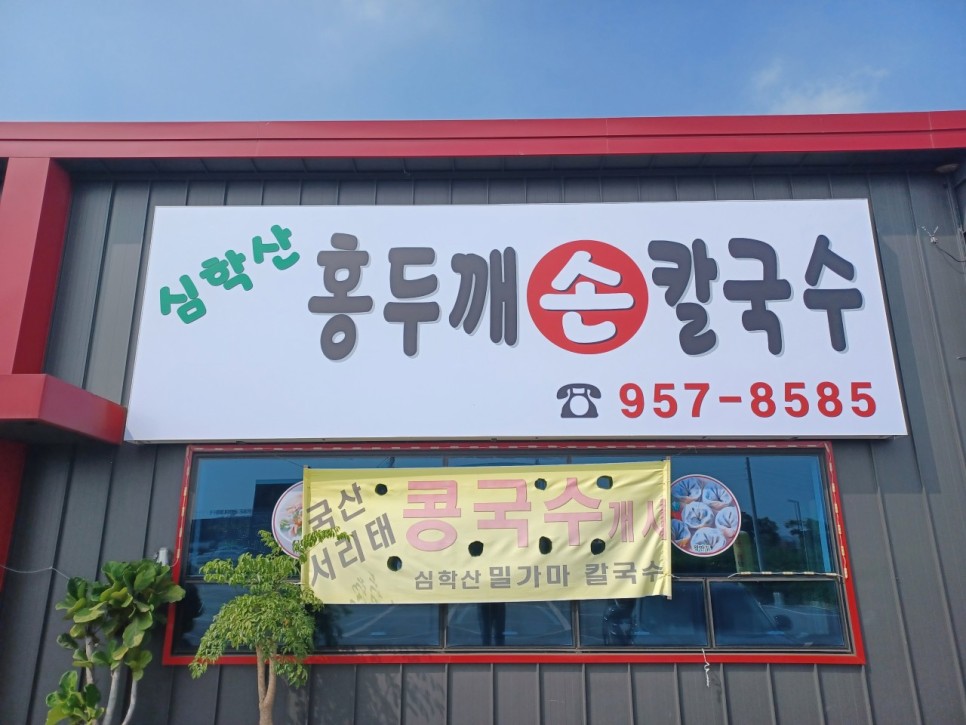 심학산
홍두깨손칼국수
☎ 957-8585
국산
서리태
콩국수개시
심학산 밀가마 칼국수